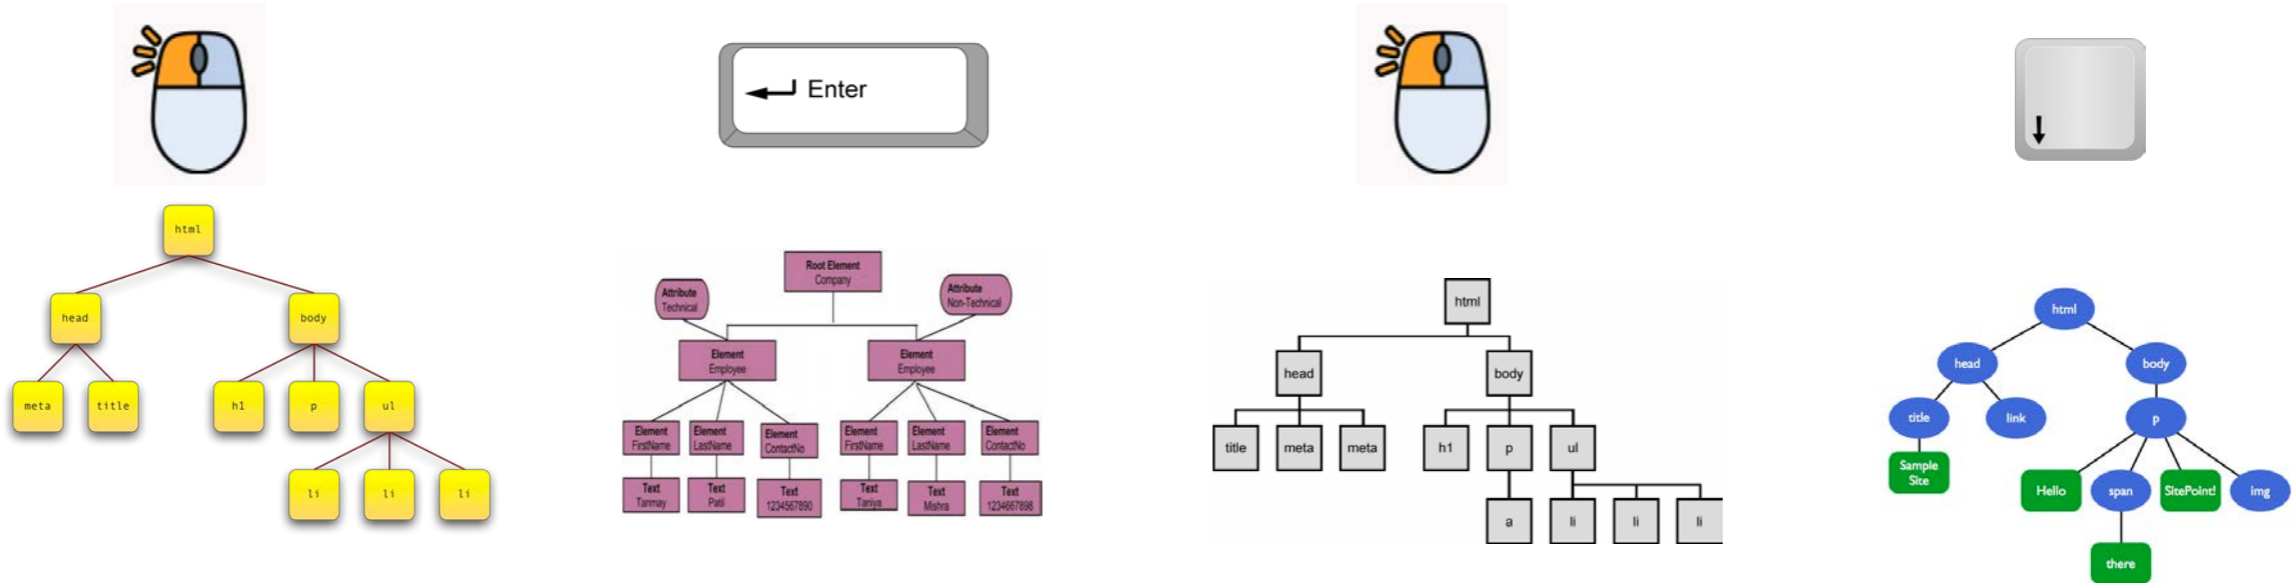 Enter
html
head
body
meta
title
h1
p
ul
li
li
li
Root Element
Company
Attribute
Technical
Attribute
Non-Technical
Element
Employee
Element
Employee
Element
FirstName
Element
LastName
Element
ContactNo
Element
FirstName
Element
LastName
Element
ContactNo
Text
Tanmay
Text
Patil
Text
1234567890
Text
Taniya
Text
Mishra
Text
1234667898
html
head
body
title
meta
meta
h1
p
ul
a
li
li
li
html
head
body
title
link
p
Sample
Site
Hello
span
SitePoint!
img
there